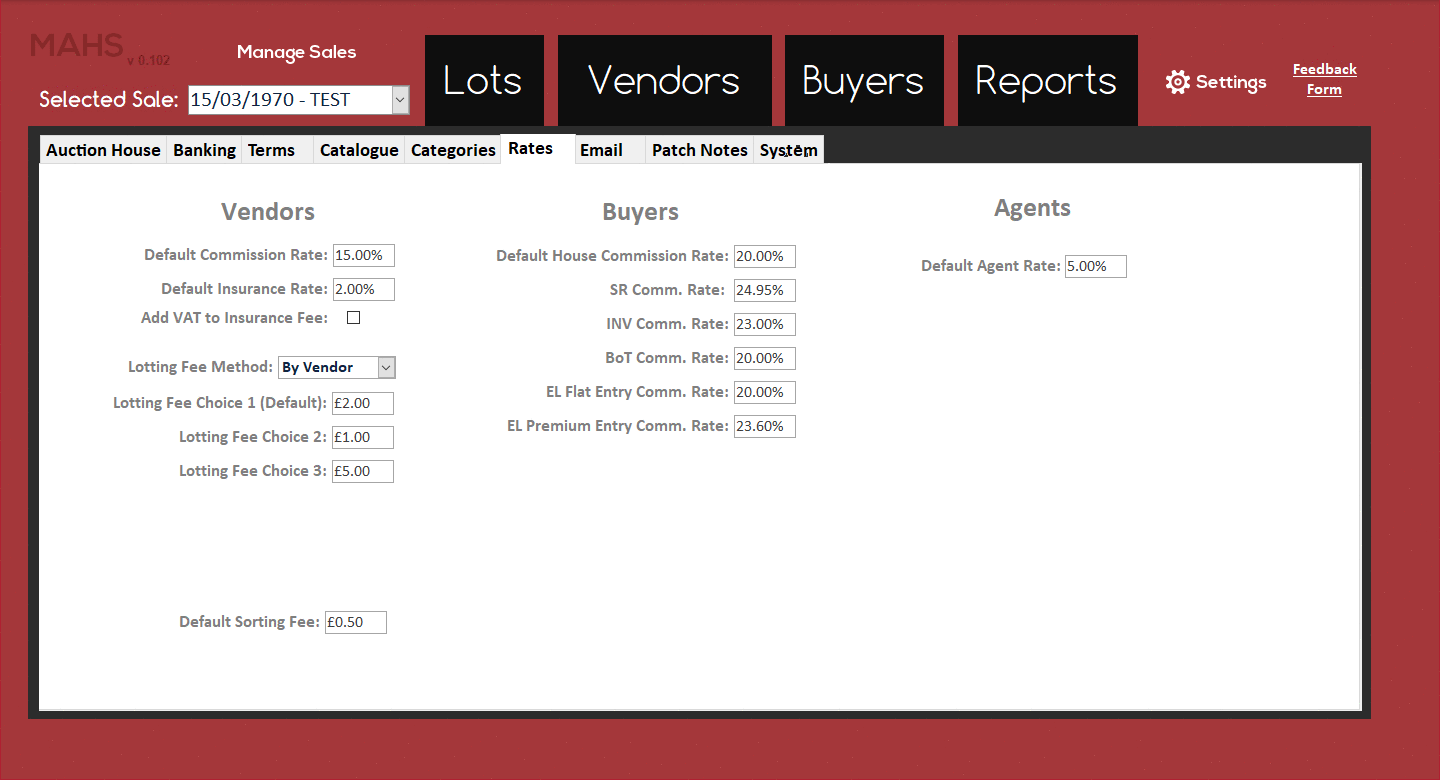 MAHS
v 0.102
Manage Sales
Selected Sale: 15/03/1970 - TEST
Lots
Vendors
Buyers
Reports
Settings
Feedback
Form
Auction House
Banking
Terms
Catalogue
Categories
Rates
Email
Patch Notes
System
Vendors
Default Commission Rate: 15.00%
Default Insurance Rate: 2.00%
Add VAT to Insurance Fee:
Lotting Fee Method: By Vendor
Lotting Fee Choice 1 (Default): £2.00
Lotting Fee Choice 2: £1.00
Lotting Fee Choice 3: £5.00
Default Sorting Fee: £0.50
Buyers
Default House Commission Rate: 20.00%
SR Comm. Rate: 24.95%
INV Comm. Rate: 23.00%
BoT Comm. Rate: 20.00%
EL Flat Entry Comm. Rate: 20.00%
EL Premium Entry Comm. Rate: 23.60%
Agents
Default Agent Rate: 5.00%